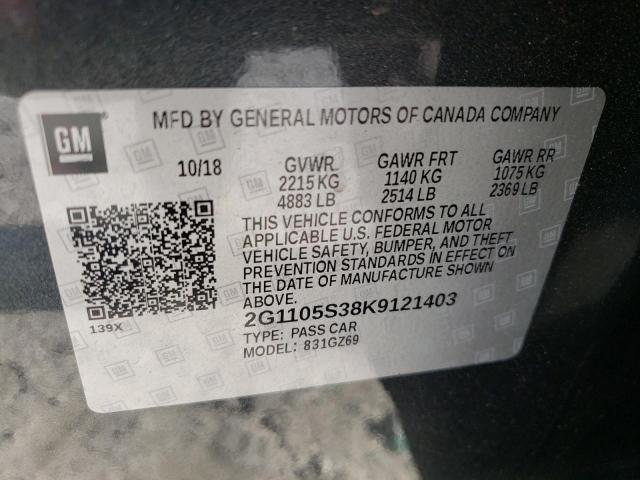 GM
MFD BY GENERAL MOTORS OF CANADA COMPANY
10/18
GVWR
2215 KG
4883 LB
GAWR FRT
1140 KG
2514 LB
GAWR RR
1075 KG
2369 LB
THIS VEHICLE CONFORMS TO ALL
APPLICABLE U.S. FEDERAL MOTOR
VEHICLE SAFETY, BUMPER, AND THEFT
PREVENTION STANDARDS IN EFFECT ON
THE DATE OF MANUFACTURE SHOWN
ABOVE.
139X
2G1105S38K9121403
TYPE: PASS CAR
MODEL: 831GZ69